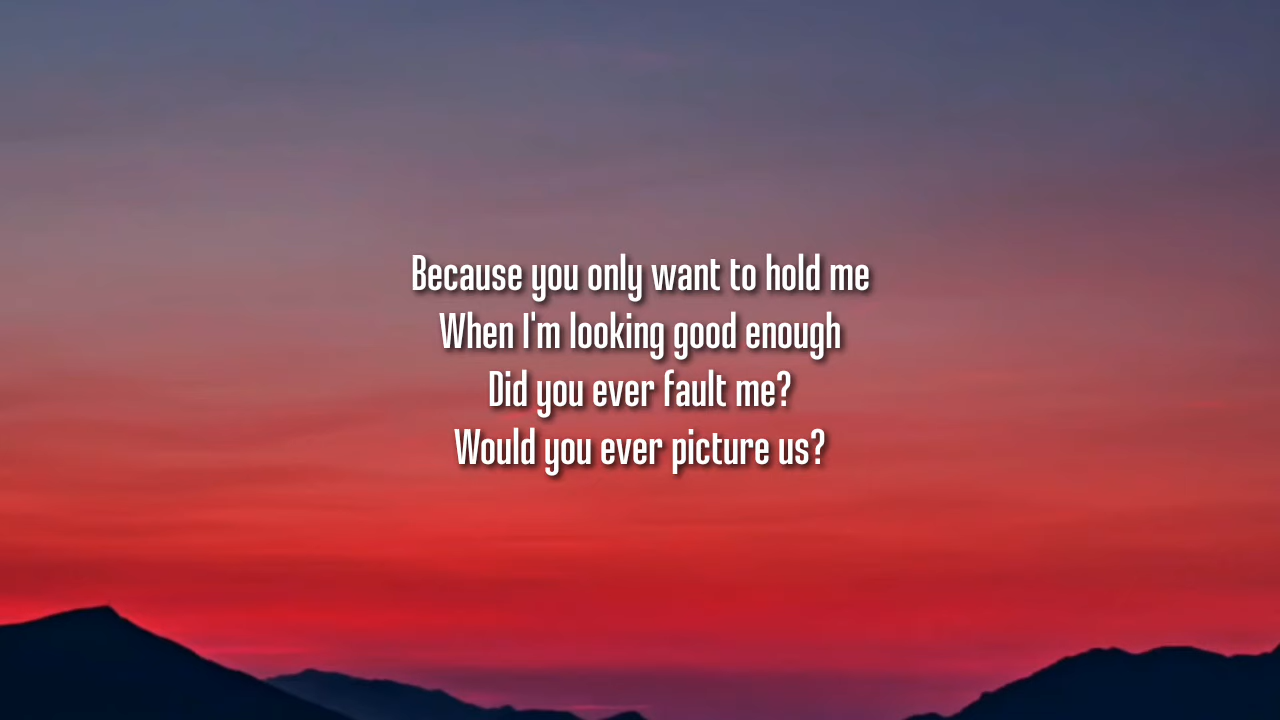 Because you only want to hold me
When I'm looking good enough
Did you ever fault me?
Would you ever picture us?